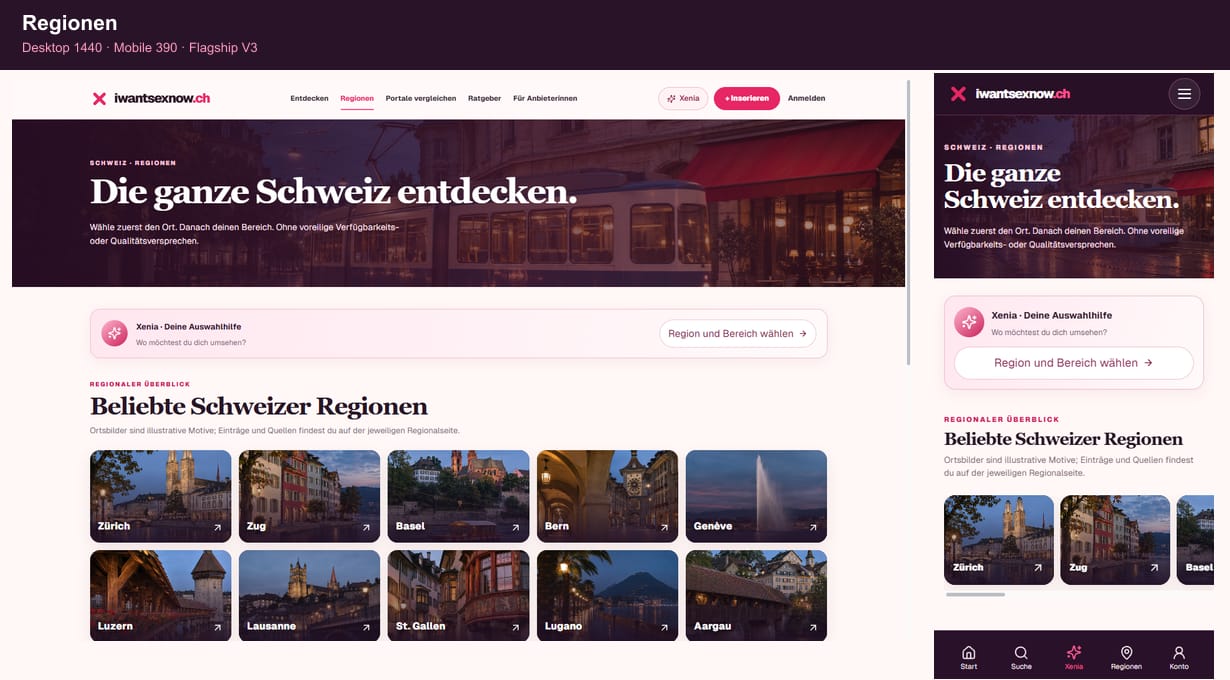 Regionen
Desktop 1440 · Mobile 390 · Flagship V3
iwantsexnow.ch
Entdecken
Regionen
Portale vergleichen
Ratgeber
Für Anbieterinnen
Xenia
+ Inserieren
Anmelden
SCHWEIZ · REGIONEN
Die ganze Schweiz entdecken.
Wähle zuerst den Ort. Danach deinen Bereich. Ohne voreilige Verfügbarkeits-
oder Qualitätsversprechen.
Xenia · Deine Auswahlhilfe
Wo möchtest du dich umsehen?
Region und Bereich wählen →
REGIONALER ÜBERBLICK
Beliebte Schweizer Regionen
Ortsbilder sind illustrative Motive; Einträge und Quellen findest du auf der jeweiligen Regionalseite.
Zürich
Zug
Basel
Bern
Genève
Luzern
Lausanne
St. Gallen
Lugano
Aargau
iwantsexnow.ch
SCHWEIZ · REGIONEN
Die ganze
Schweiz entdecken.
Wähle zuerst den Ort. Danach deinen Bereich. Ohne voreilige
Verfügbarkeits- oder Qualitätsversprechen.
Xenia · Deine Auswahlhilfe
Wo möchtest du dich umsehen?
Region und Bereich wählen →
REGIONALER ÜBERBLICK
Beliebte Schweizer Regionen
Ortsbilder sind illustrative Motive; Einträge und Quellen findest
du auf der jeweiligen Regionalseite.
Zürich
Zug
Basel
Start
Suche
Xenia
Regionen
Konto